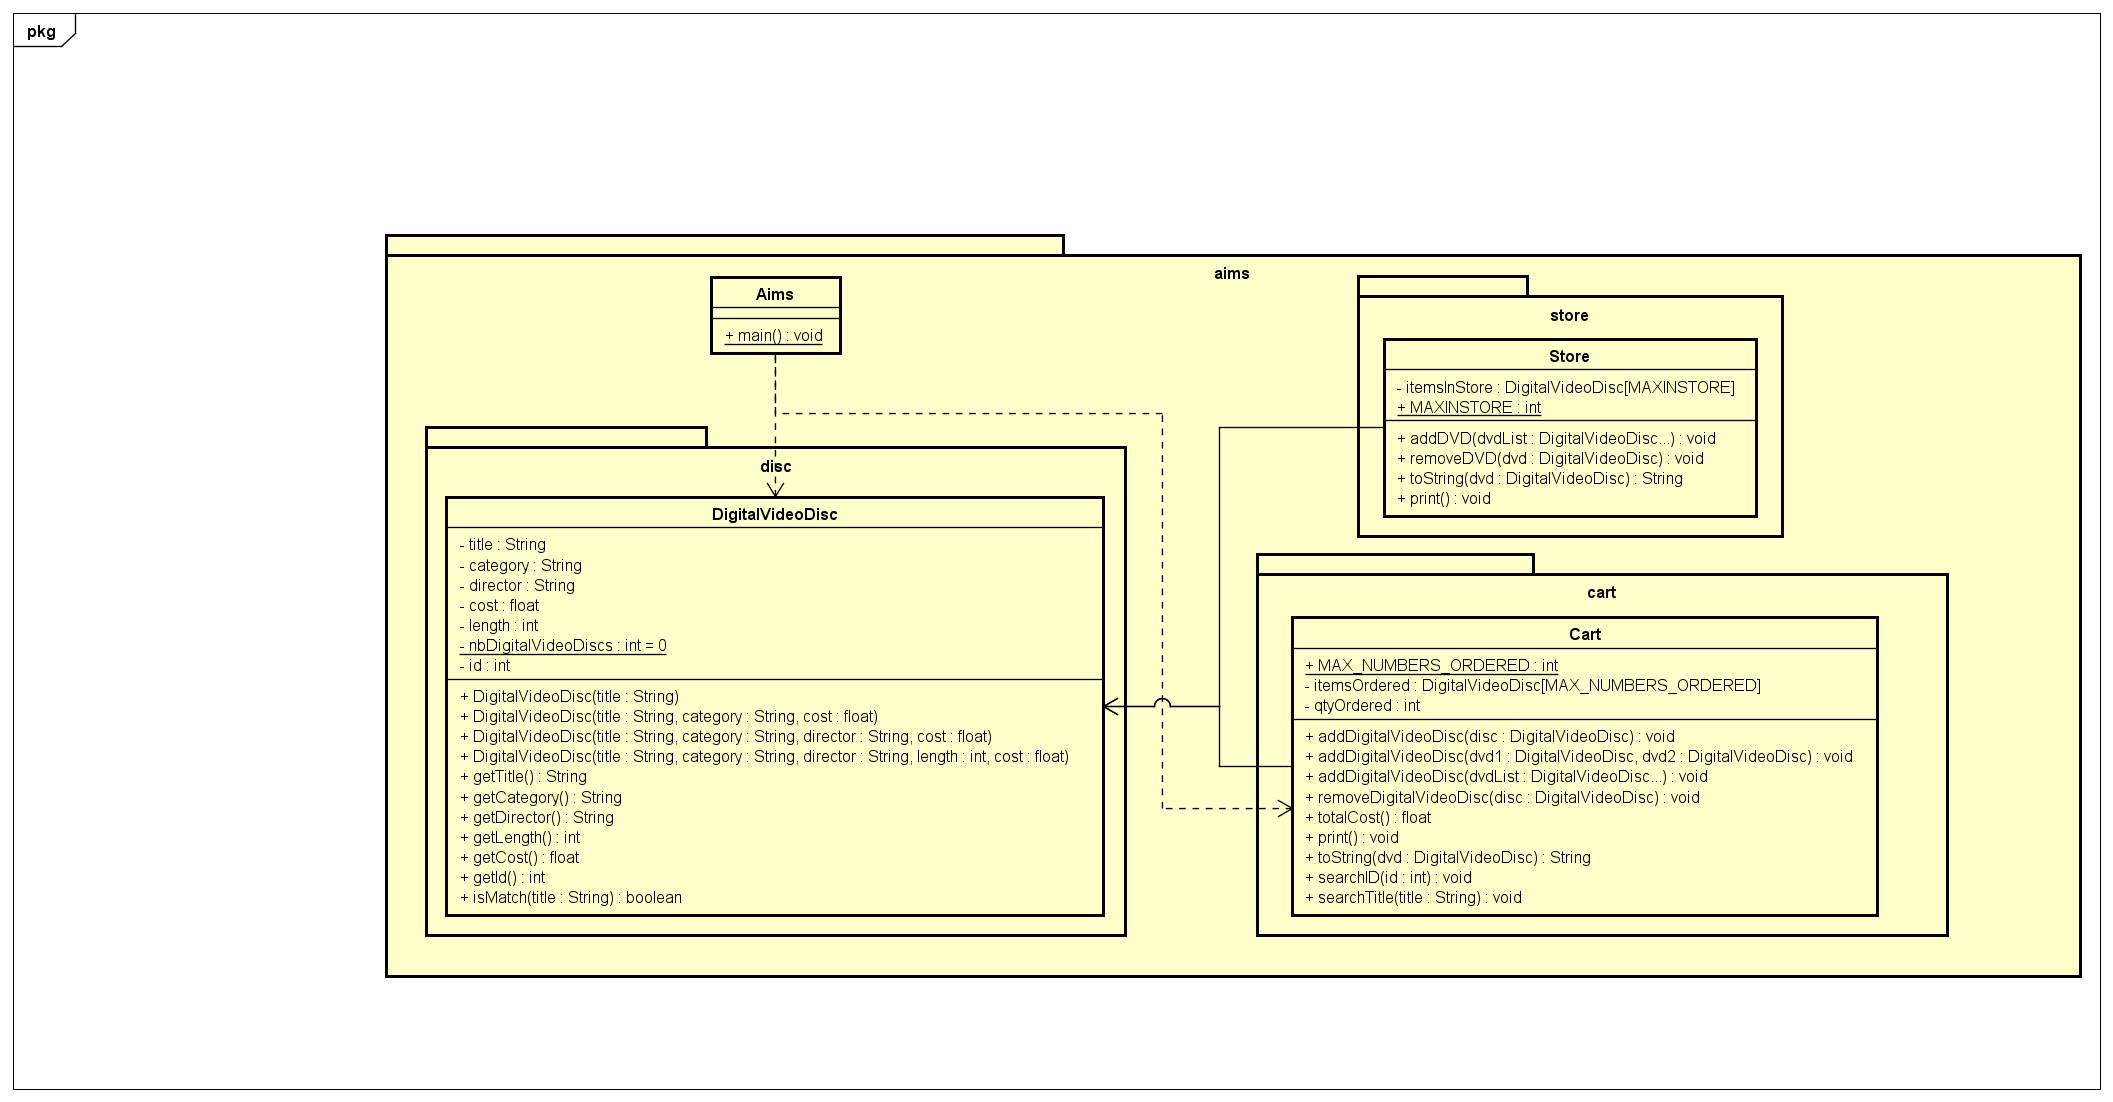 pkg
aims
Aims
+ main() : void
store
Store
- itemsInStore : DigitalVideoDisc[MAXINSTORE]
+ MAXINSTORE : int
+ addDVD(dvdList : DigitalVideoDisc...) : void
+ removeDVD(dvd : DigitalVideoDisc) : void
+ toString(dvd : DigitalVideoDisc) : String
+ print() : void
disc
DigitalVideoDisc
- title : String
- category : String
- director : String
- cost : float
- length : int
- nbDigitalVideoDiscs : int = 0
- id : int
+ DigitalVideoDisc(title : String)
+ DigitalVideoDisc(title : String, category : String, cost : float)
+ DigitalVideoDisc(title : String, category : String, director : String, cost : float)
+ DigitalVideoDisc(title : String, category : String, director : String, length : int, cost : float)
+ getTitle() : String
+ getCategory() : String
+ getDirector() : String
+ getLength() : int
+ getCost() : float
+ getId() : int
+ isMatch(title : String) : boolean
cart
Cart
+ MAX_NUMBERS_ORDERED : int
- itemsOrdered : DigitalVideoDisc[MAX_NUMBERS_ORDERED]
- qtyOrdered : int
+ addDigitalVideoDisc(disc : DigitalVideoDisc) : void
+ addDigitalVideoDisc(dvd1 : DigitalVideoDisc, dvd2 : DigitalVideoDisc) : void
+ addDigitalVideoDisc(dvdList : DigitalVideoDisc...) : void
+ removeDigitalVideoDisc(disc : DigitalVideoDisc) : void
+ totalCost() : float
+ print() : void
+ toString(dvd : DigitalVideoDisc) : String
+ searchID(id : int) : void
+ searchTitle(title : String) : void